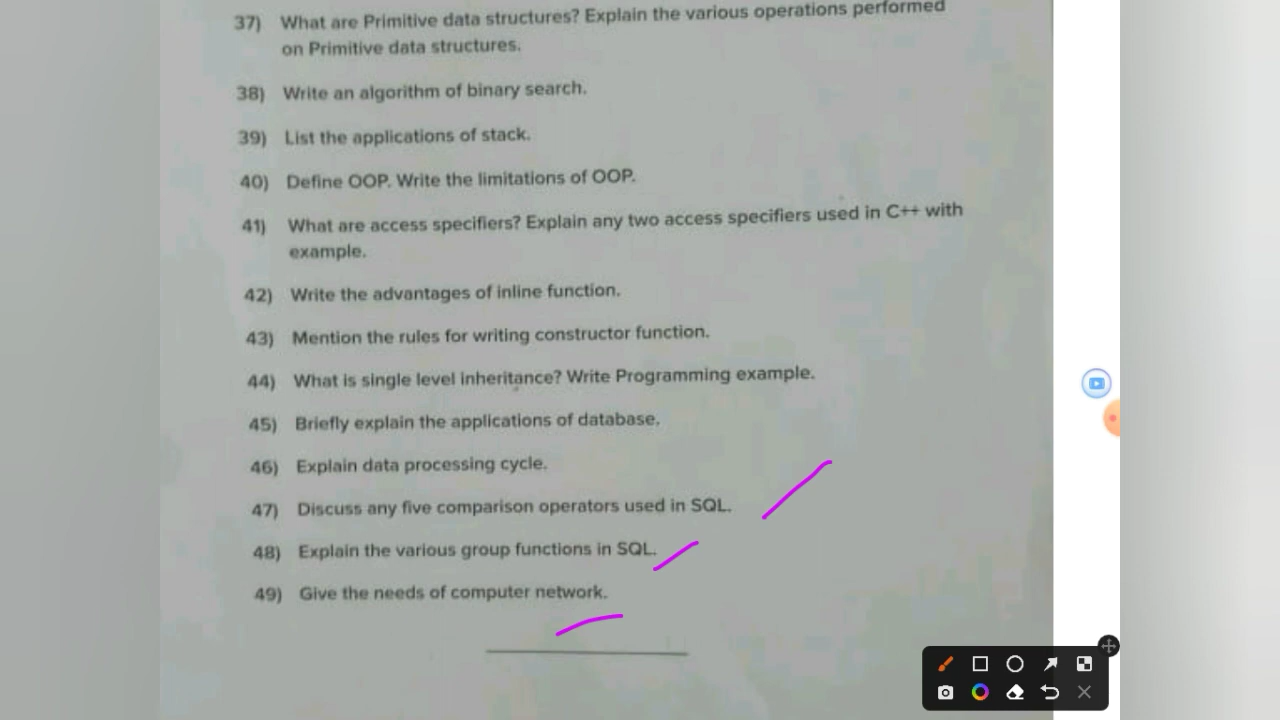 37) What are Primitive data structures? Explain the various operations performed
on Primitive data structures.
38) Write an algorithm of binary search.
39) List the applications of stack.
40) Define OOP. Write the limitations of OOP.
41) What are access specifiers? Explain any two access specifiers used in C++ with
example.
42) Write the advantages of inline function.
43) Mention the rules for writing constructor function.
44) What is single level inheritance? Write Programming example.
45) Briefly explain the applications of database.
46) Explain data processing cycle.
47) Discuss any five comparison operators used in SQL.
48) Explain the various group functions in SQL.
49) Give the needs of computer network.